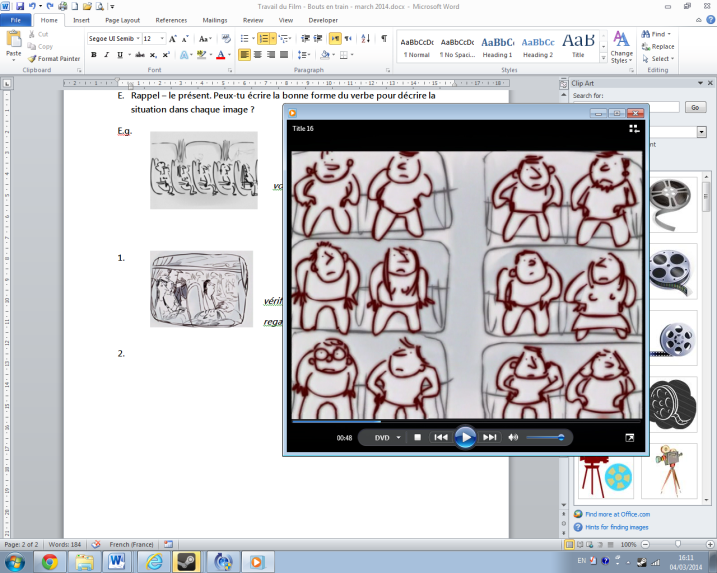 Travail du Film - Bouts en train - march 2014.docx - Microsoft Word
File Home Insert Page Layout References Mailings Review View Developer
Cut
Copy
Format Painter
Paste
Clipboard
Segoe UI Semib 12
Font
Paragraph
AaBbCcDc AaBbCcDc AaBbC AaBbCc AaB
¶ Normal ¶ No Spaci... Heading 1 Heading 2 Title
Change Styles
Styles
Find
Replace
Select
Editing
E. Rappel – le présent. Peux-tu écrire la bonne forme du verbe pour décrire la
situation dans chaque image ?
E.g.
vo
1.
vérif
rega
2.
Title 16
00:48 DVD
Clip Art
Search for:
Go
nt
Find more at Office.com
Hints for finding images
Page: 2 of 2 Words: 184 French (France) 100%
EN 16:11
04/03/2014